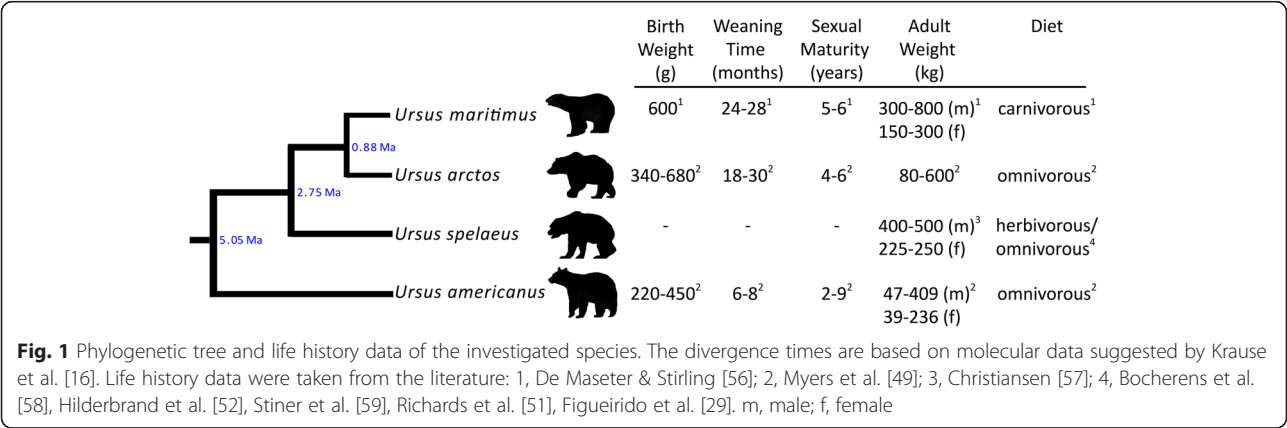 Birth Weaning Sexual Adult Diet
Weight Time Maturity Weight
(g) (months) (years) (kg)
Ursus maritimus 600¹ 24-28¹ 5-6¹ 300-800 (m)¹ carnivorous¹
150-300 (f)
0.88 Ma
Ursus arctos 340-680² 18-30² 4-6² 80-600² omnivorous²
2.75 Ma
Ursus spelaeus - - - 400-500 (m)³ herbivorous/
5.05 Ma 225-250 (f) omnivorous⁴
Ursus americanus 220-450² 6-8² 2-9² 47-409 (m)² omnivorous²
39-236 (f)
Fig. 1 Phylogenetic tree and life history data of the investigated species. The divergence times are based on molecular data suggested by Krause
et al. [16]. Life history data were taken from the literature: 1, De Maseter & Stirling [56]; 2, Myers et al. [49]; 3, Christiansen [57]; 4, Bocherens et al.
[58], Hilderbrand et al. [52], Stiner et al. [59], Richards et al. [51], Figueirido et al. [29]. m, male; f, female